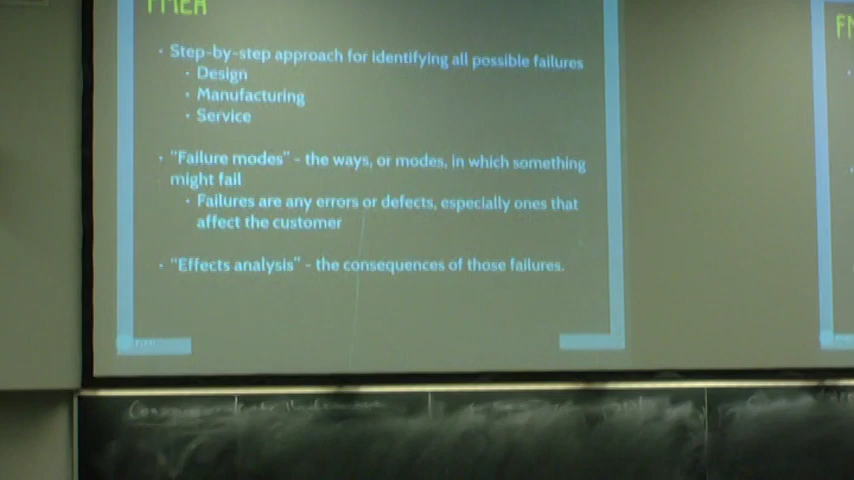 FMEA
• Step-by-step approach for identifying all possible failures
• Design
• Manufacturing
• Service
• "Failure modes" - the ways, or modes, in which something
might fail
• Failures are any errors or defects, especially ones that
affect the customer
• "Effects analysis" - the consequences of those failures.